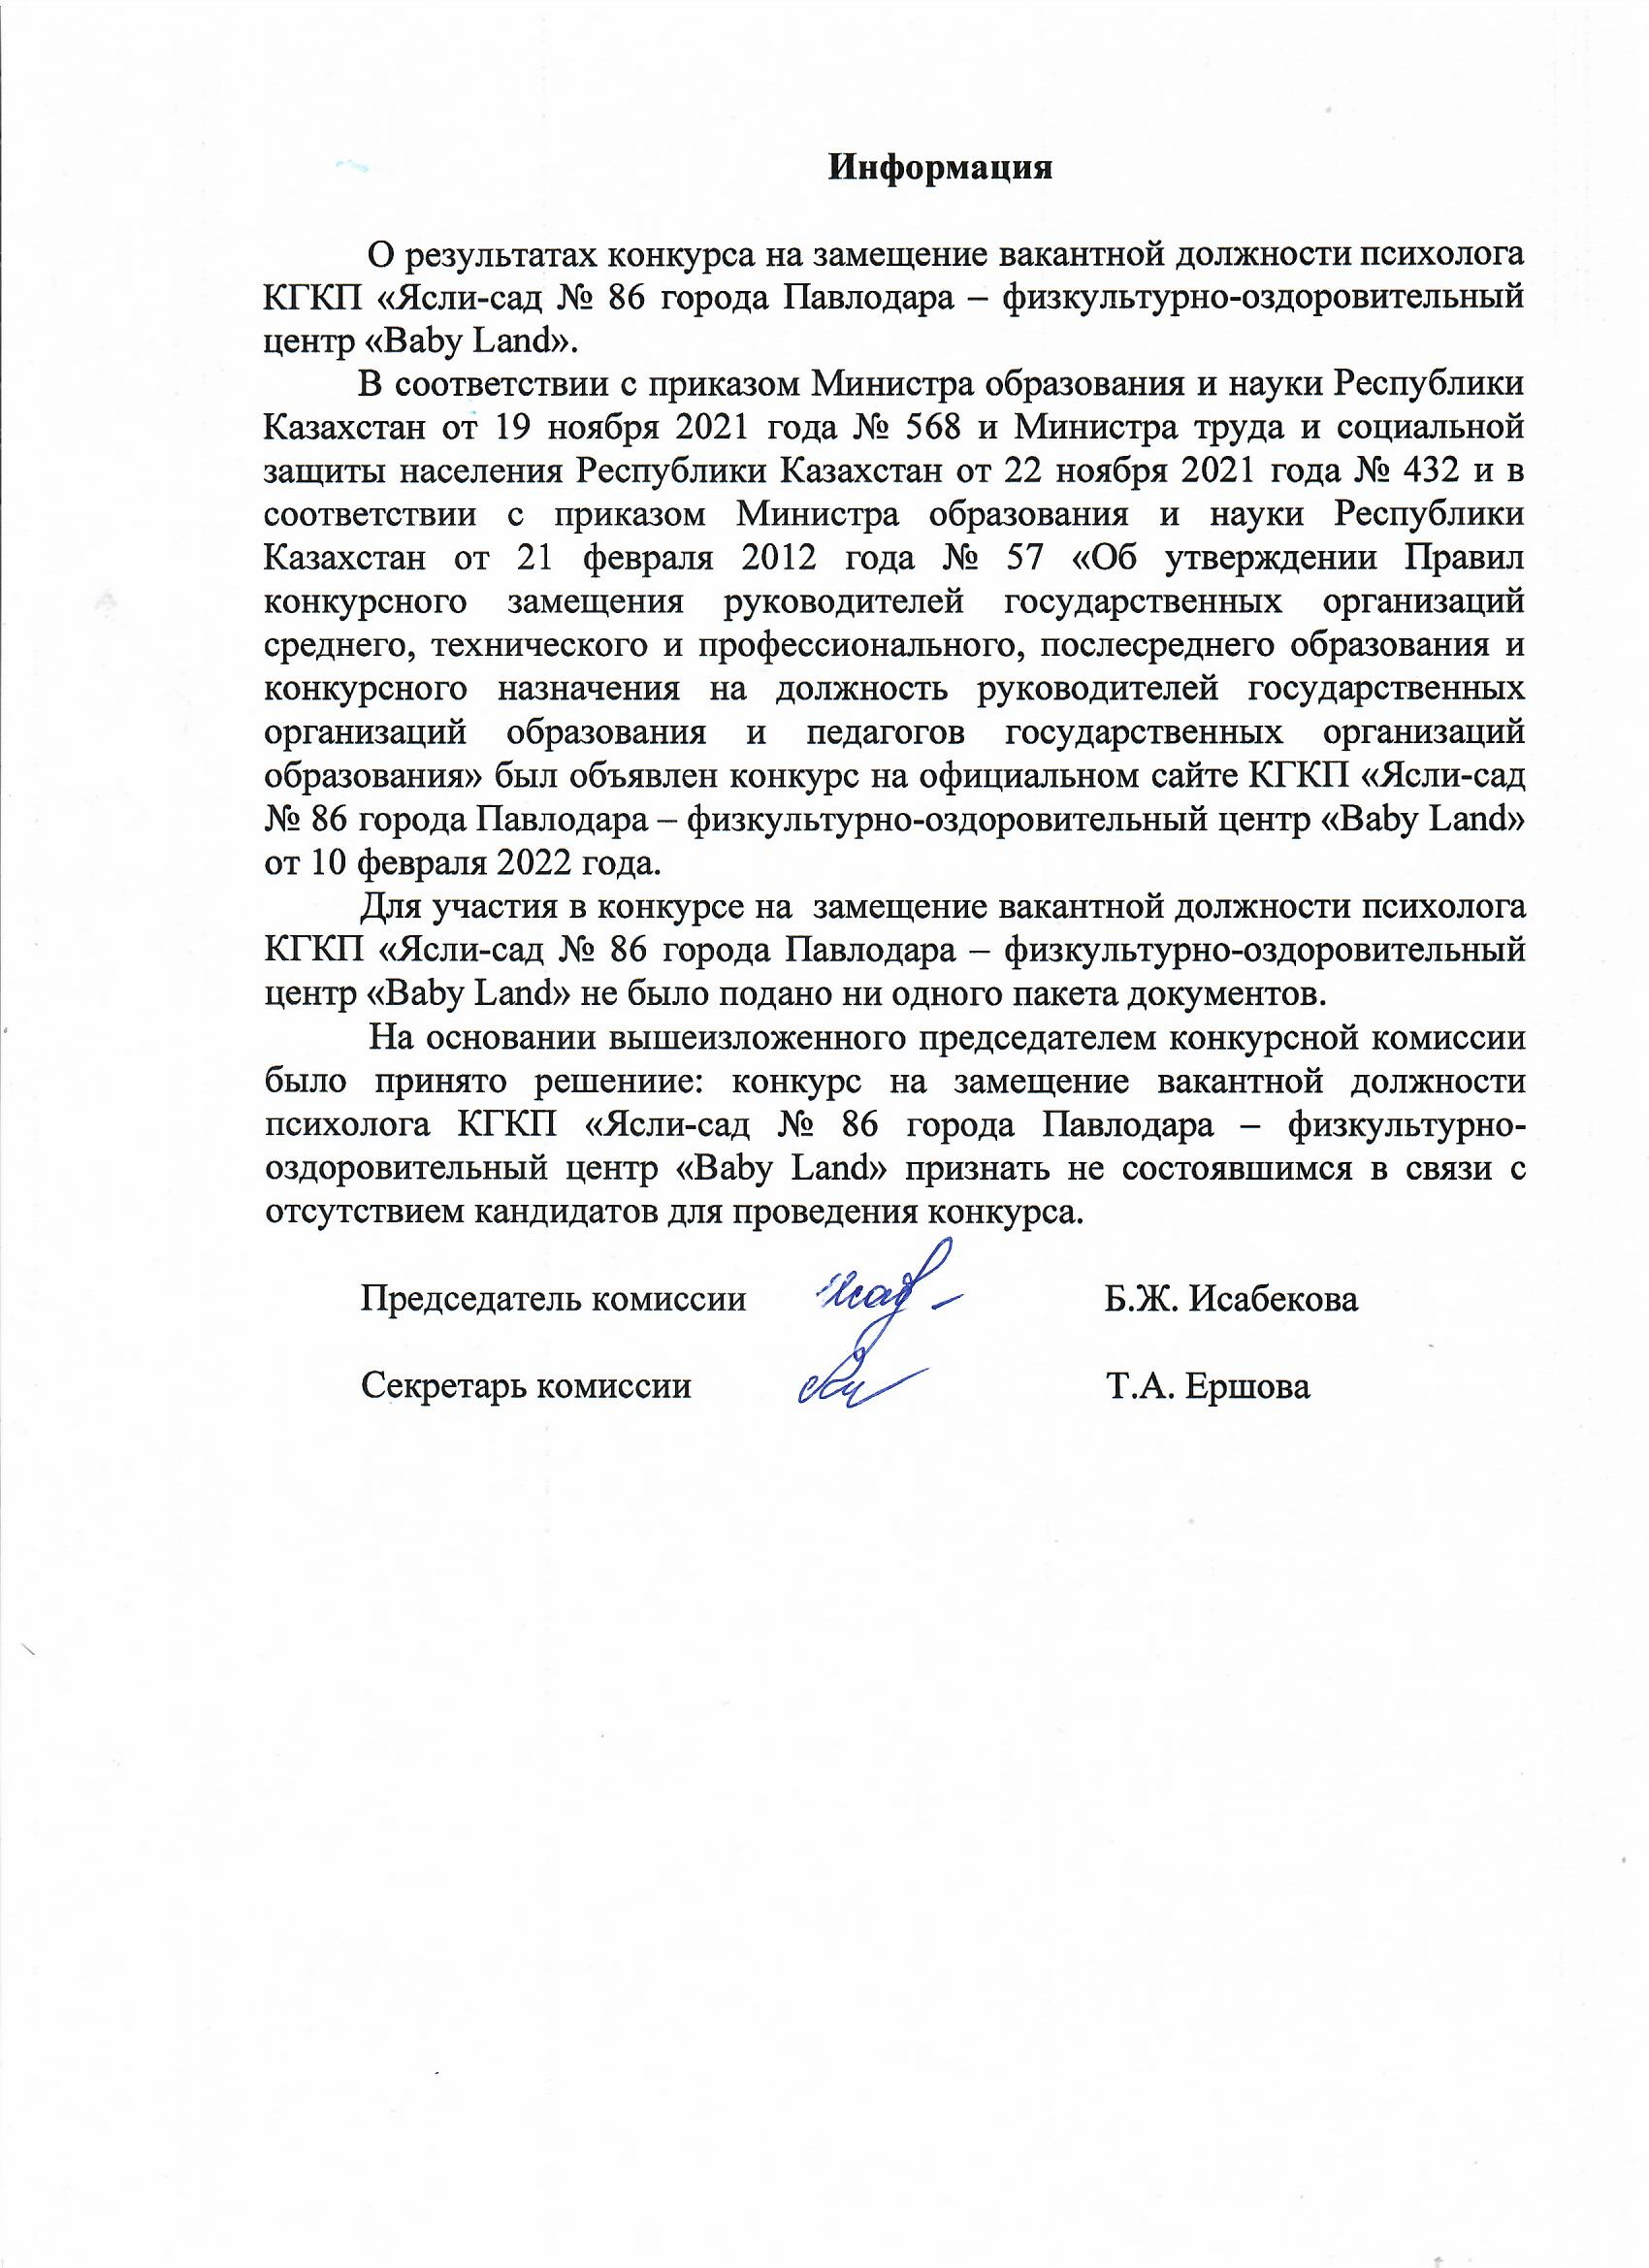 Информация
О результатах конкурса на замещение вакантной должности психолога
КГКП «Ясли-сад № 86 города Павлодара – физкультурно-оздоровительный
центр «Baby Land».
В соответствии с приказом Министра образования и науки Республики
Казахстан от 19 ноября 2021 года № 568 и Министра труда и социальной
защиты населения Республики Казахстан от 22 ноября 2021 года № 432 и в
соответствии с приказом Министра образования и науки Республики
Казахстан от 21 февраля 2012 года № 57 «Об утверждении Правил
конкурсного замещения руководителей государственных организаций
среднего, технического и профессионального, послесреднего образования и
конкурсного назначения на должность руководителей государственных
организаций образования и педагогов государственных организаций
образования» был объявлен конкурс на официальном сайте КГКП «Ясли-сад
№ 86 города Павлодара – физкультурно-оздоровительный центр «Baby Land»
от 10 февраля 2022 года.
Для участия в конкурсе на замещение вакантной должности психолога
КГКП «Ясли-сад № 86 города Павлодара – физкультурно-оздоровительный
центр «Baby Land» не было подано ни одного пакета документов.
На основании вышеизложенного председателем конкурсной комиссии
было принято решениие: конкурс на замещение вакантной должности
психолога КГКП «Ясли-сад № 86 города Павлодара – физкультурно-
оздоровительный центр «Baby Land» признать не состоявшимся в связи с
отсутствием кандидатов для проведения конкурса.
Председатель комиссии Б.Ж. Исабекова
Секретарь комиссии Т.А. Ершова